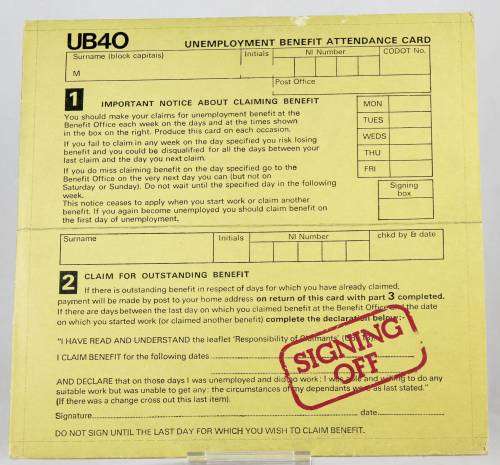 UB40 UNEMPLOYMENT BENEFIT ATTENDANCE CARD
Surname (block capitals) Initials NI Number CODOT No.
M
Post Office
1 IMPORTANT NOTICE ABOUT CLAIMING BENEFIT
You should make your claims for unemployment benefit at the
Benefit Office each week on the days and at the times shown
in the box on the right. Produce this card on each occasion.
If you fail to claim in any week on the day specified you risk losing
benefit and you could be disqualified for all the days between your
last claim and the day you next claim.
If you do miss claiming benefit on the day specified go to the
Benefit Office on the very next day you can (but not on
Saturday or Sunday). Do not wait until the specified day in the following
week.
This notice ceases to apply when you start work or claim another
benefit. If you again become unemployed you should claim benefit on
the first day of unemployment.
MON
TUES
WEDS
THU
FRI
Signing
box
Surname Initials NI Number chkd by & date
2 CLAIM FOR OUTSTANDING BENEFIT
If there is outstanding benefit in respect of days for which you have already claimed,
payment will be made by post to your home address on return of this card with part 3 completed.
If there are days between the last day on which you claimed benefit at the Benefit Office and the date
on which you started work (or claimed another benefit) complete the declaration below:-
"I HAVE READ AND UNDERSTAND the leaflet 'Responsibility of Claimants'
I CLAIM BENEFIT for the following dates
SIGNING
OFF
AND DECLARE that on those days I was unemployed and did no work: I was able and willing to do any
suitable work but was unable to get any: the circumstances of my dependants were as last stated."
(If there was a change cross out this last item).
Signature date
DO NOT SIGN UNTIL THE LAST DAY FOR WHICH YOU WISH TO CLAIM BENEFIT.